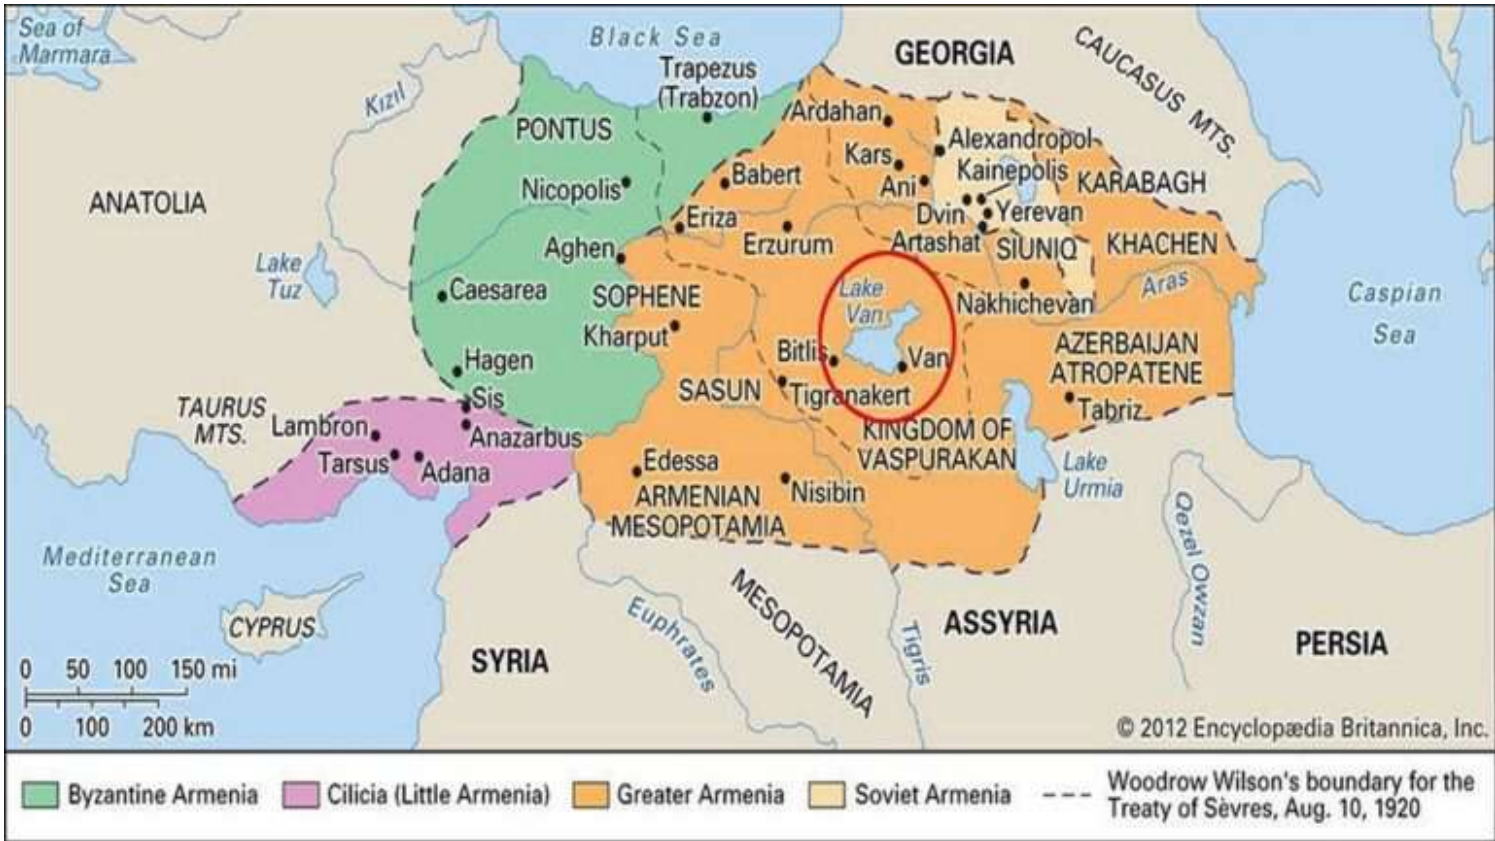 Sea of
Marmara
Black Sea
Trapezus
(Trabzon)
GEORGIA
CAUCASUS MTS.
Kızıl
PONTUS
Ardahan
Alexandropol
Kars
Kainepolis
ANATOLIA
Nicopolis
Babert
Ani
KARABAGH
Dvin
Yerevan
Eriza
Erzurum
Artashat
SIUNIQ
KHACHEN
Aghen
Lake
Tuz
Caesarea
SOPHENE
Lake
Van
Nakhichevan
Aras
Caspian
Sea
Kharput
Bitlis
Van
AZERBAIJAN
ATROPATENE
Hagen
SASUN
Tigranakert
Tabriz
Sis
TAURUS
MTS.
Lambron
Anazarbus
KINGDOM OF
VASPURAKAN
Tarsus
Adana
Edessa
Nisibin
Lake
Urmia
ARMENIAN
MESOPOTAMIA
Qezel Owzan
Mediterranean
Sea
CYPRUS
Euphrates
MESOPOTAMIA
Tigris
ASSYRIA
PERSIA
SYRIA
0 50 100 150 mi
0 100 200 km
© 2012 Encyclopædia Britannica, Inc.
Byzantine Armenia
Cilicia (Little Armenia)
Greater Armenia
Soviet Armenia
Woodrow Wilson's boundary for the
Treaty of Sèvres, Aug. 10, 1920